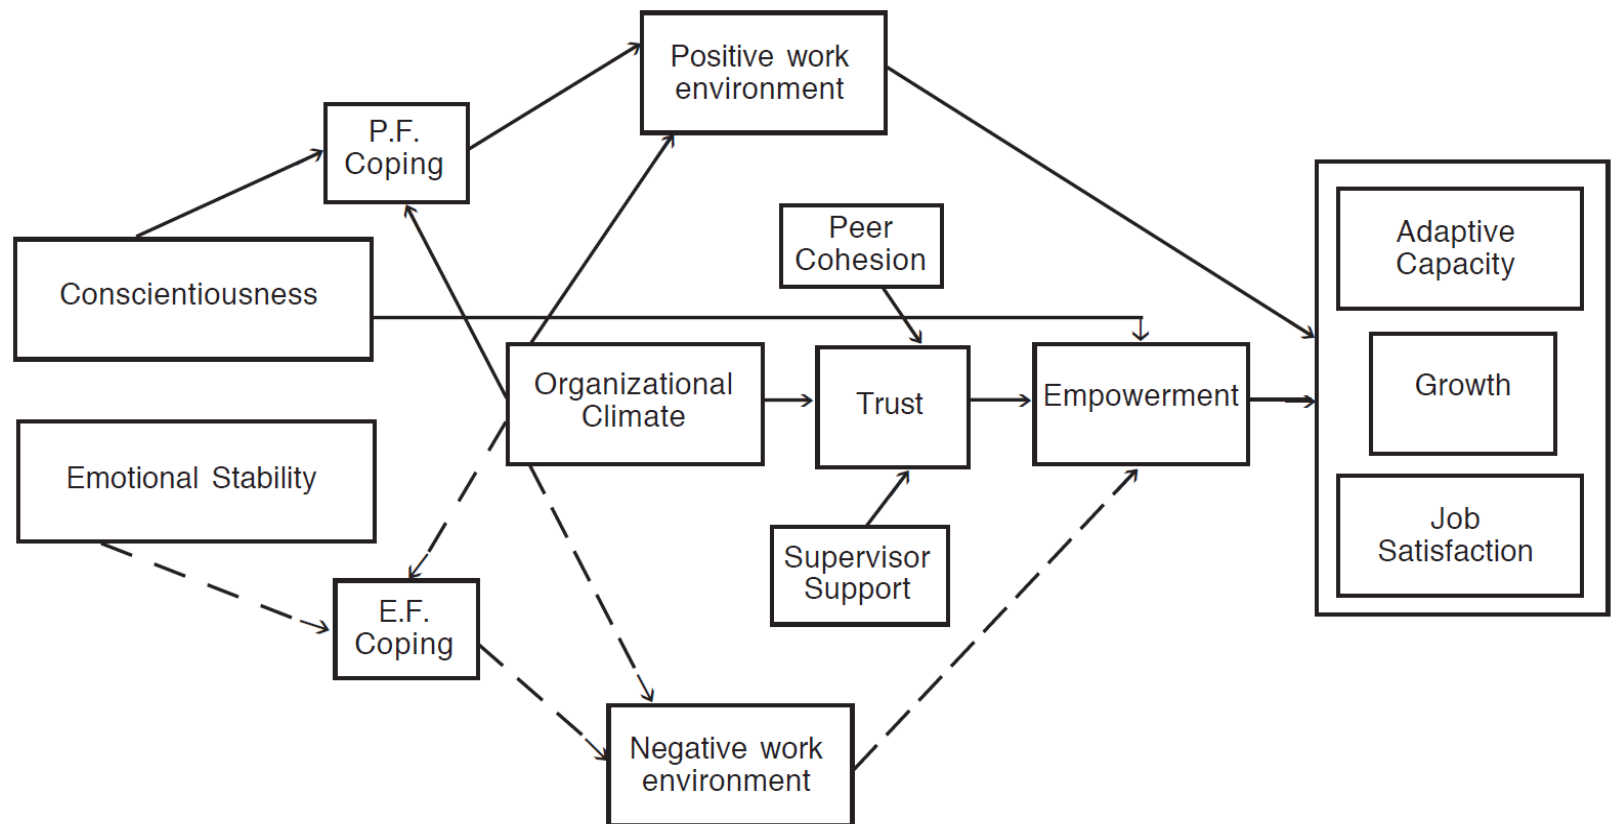 Positive work
environment
P.F.
Coping
Peer
Cohesion
Adaptive
Capacity
Conscientiousness
Organizational
Climate
Trust
Empowerment
Growth
Emotional Stability
Supervisor
Support
Job
Satisfaction
E.F.
Coping
Negative work
environment